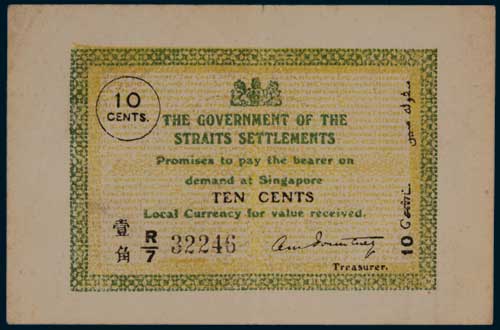 10
CENTS.
THE GOVERNMENT OF THE
STRAITS SETTLEMENTS
Promises to pay the bearer on
demand at Singapore
TEN CENTS
Local Currency for value received.
壹角
R/7 32246
Treasurer.
10